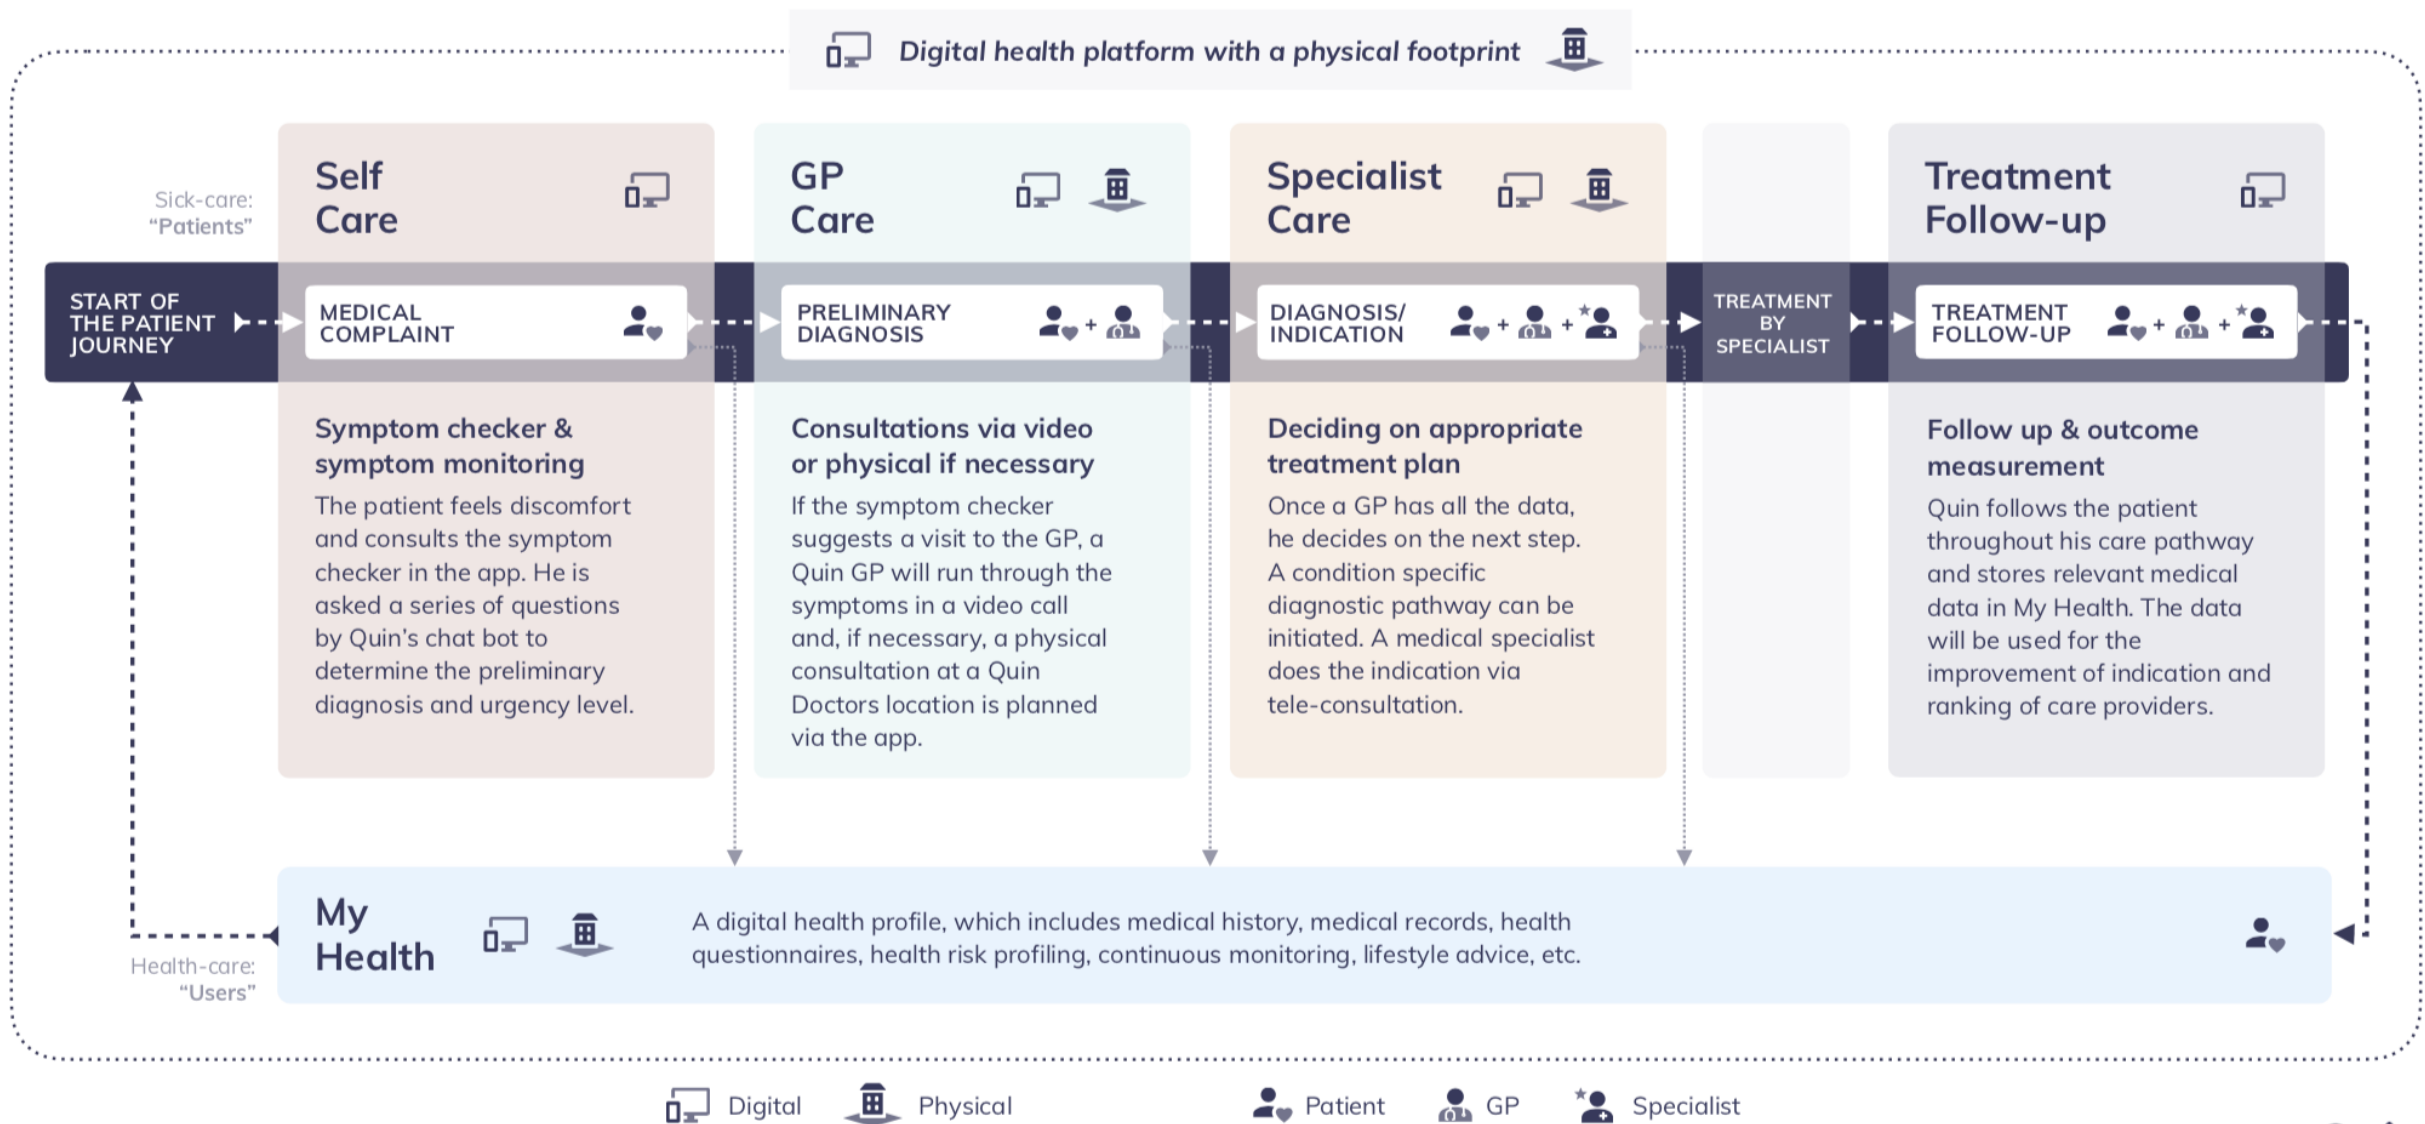 Digital health platform with a physical footprint
Sick-care:
“Patients”
START OF
THE PATIENT
JOURNEY
Self
Care
MEDICAL
COMPLAINT
Symptom checker &
symptom monitoring
The patient feels discomfort
and consults the symptom
checker in the app. He is
asked a series of questions
by Quin’s chat bot to
determine the preliminary
diagnosis and urgency level.
GP
Care
PRELIMINARY
DIAGNOSIS
+
Consultations via video
or physical if necessary
If the symptom checker
suggests a visit to the GP, a
Quin GP will run through the
symptoms in a video call
and, if necessary, a physical
consultation at a Quin
Doctors location is planned
via the app.
Specialist
Care
DIAGNOSIS/
INDICATION
+ +
Deciding on appropriate
treatment plan
Once a GP has all the data,
he decides on the next step.
A condition specific
diagnostic pathway can be
initiated. A medical specialist
does the indication via
tele-consultation.
TREATMENT
BY
SPECIALIST
Treatment
Follow-up
TREATMENT
FOLLOW-UP
+ +
Follow up & outcome
measurement
Quin follows the patient
throughout his care pathway
and stores relevant medical
data in My Health. The data
will be used for the
improvement of indication and
ranking of care providers.
Health-care:
“Users”
My
Health
A digital health profile, which includes medical history, medical records, health
questionnaires, health risk profiling, continuous monitoring, lifestyle advice, etc.
Digital
Physical
Patient
GP
Specialist